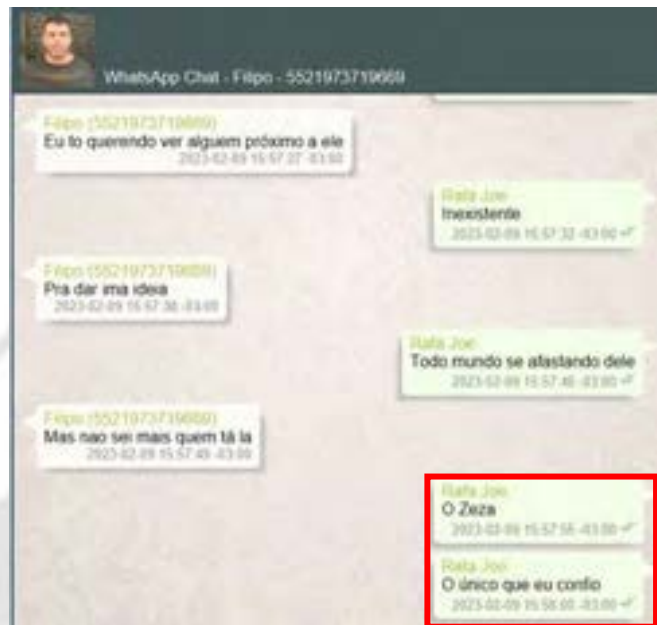 WhatsApp Chat - Filipo - 5521973719669
Filipo (5521973719669)
Eu to querendo ver alguem próximo a ele
2023-02-09 15:57:27 -03:00
Rafa Joe
Inexistente
2023-02-09 15:57:32 -03:00
Filipo (5521973719669)
Pra dar ima ideia
2023-02-09 15:57:38 -03:00
Rafa Joe
Todo mundo se afastando dele
2023-02-09 15:57:46 -03:00
Filipo (5521973719669)
Mas nao sei mais quem tá la
2023-02-09 15:57:49 -03:00
Rafa Joe
O Zeza
2023-02-09 15:57:55 -03:00
Rafa Joe
O único que eu confio
2023-02-09 15:58:00 -03:00